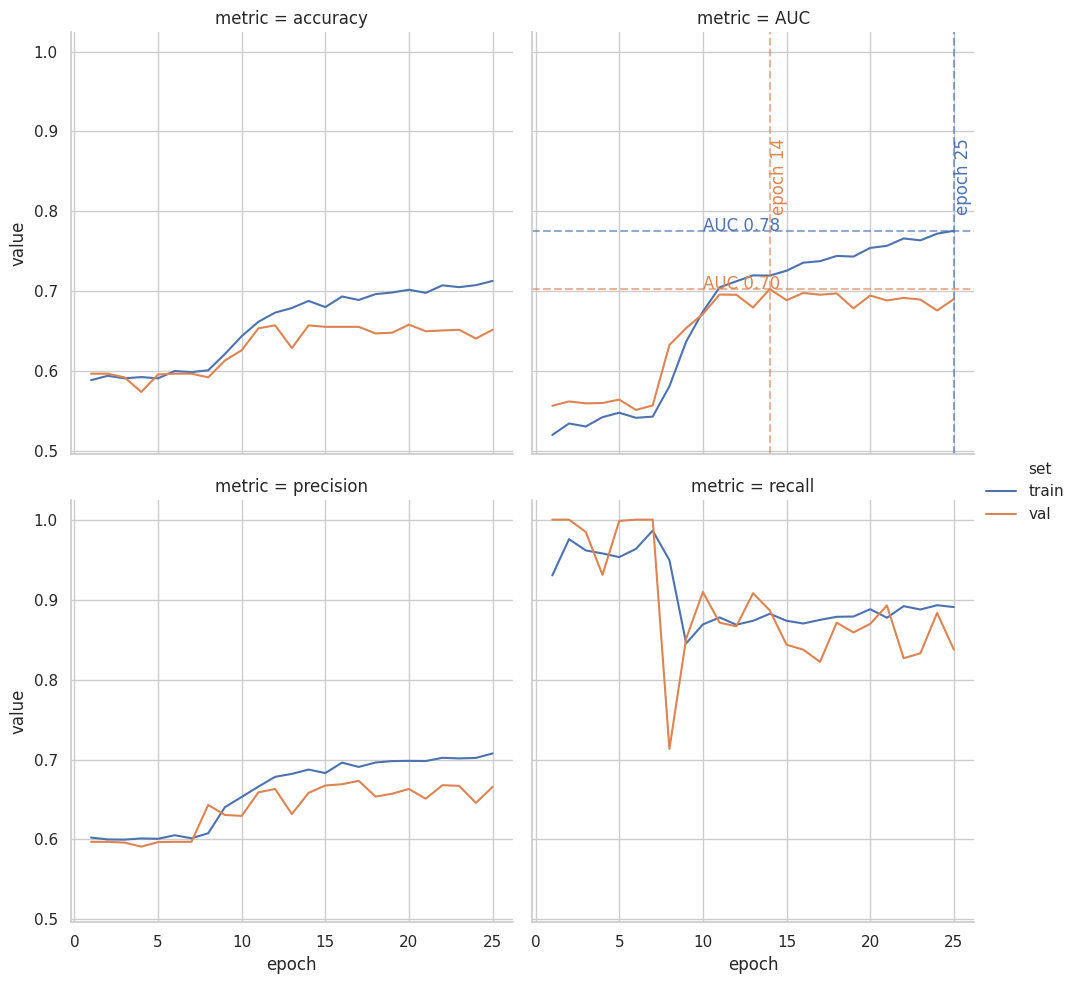 metric = accuracy
metric = AUC
1.0
0.9
0.8
0.7
0.6
0.5
value
epoch 14
epoch 25
AUC 0.78
AUC 0.70
set
train
val
metric = precision
metric = recall
1.0
0.9
0.8
0.7
0.6
0.5
value
0 5 10 15 20 25
0 5 10 15 20 25
epoch
epoch